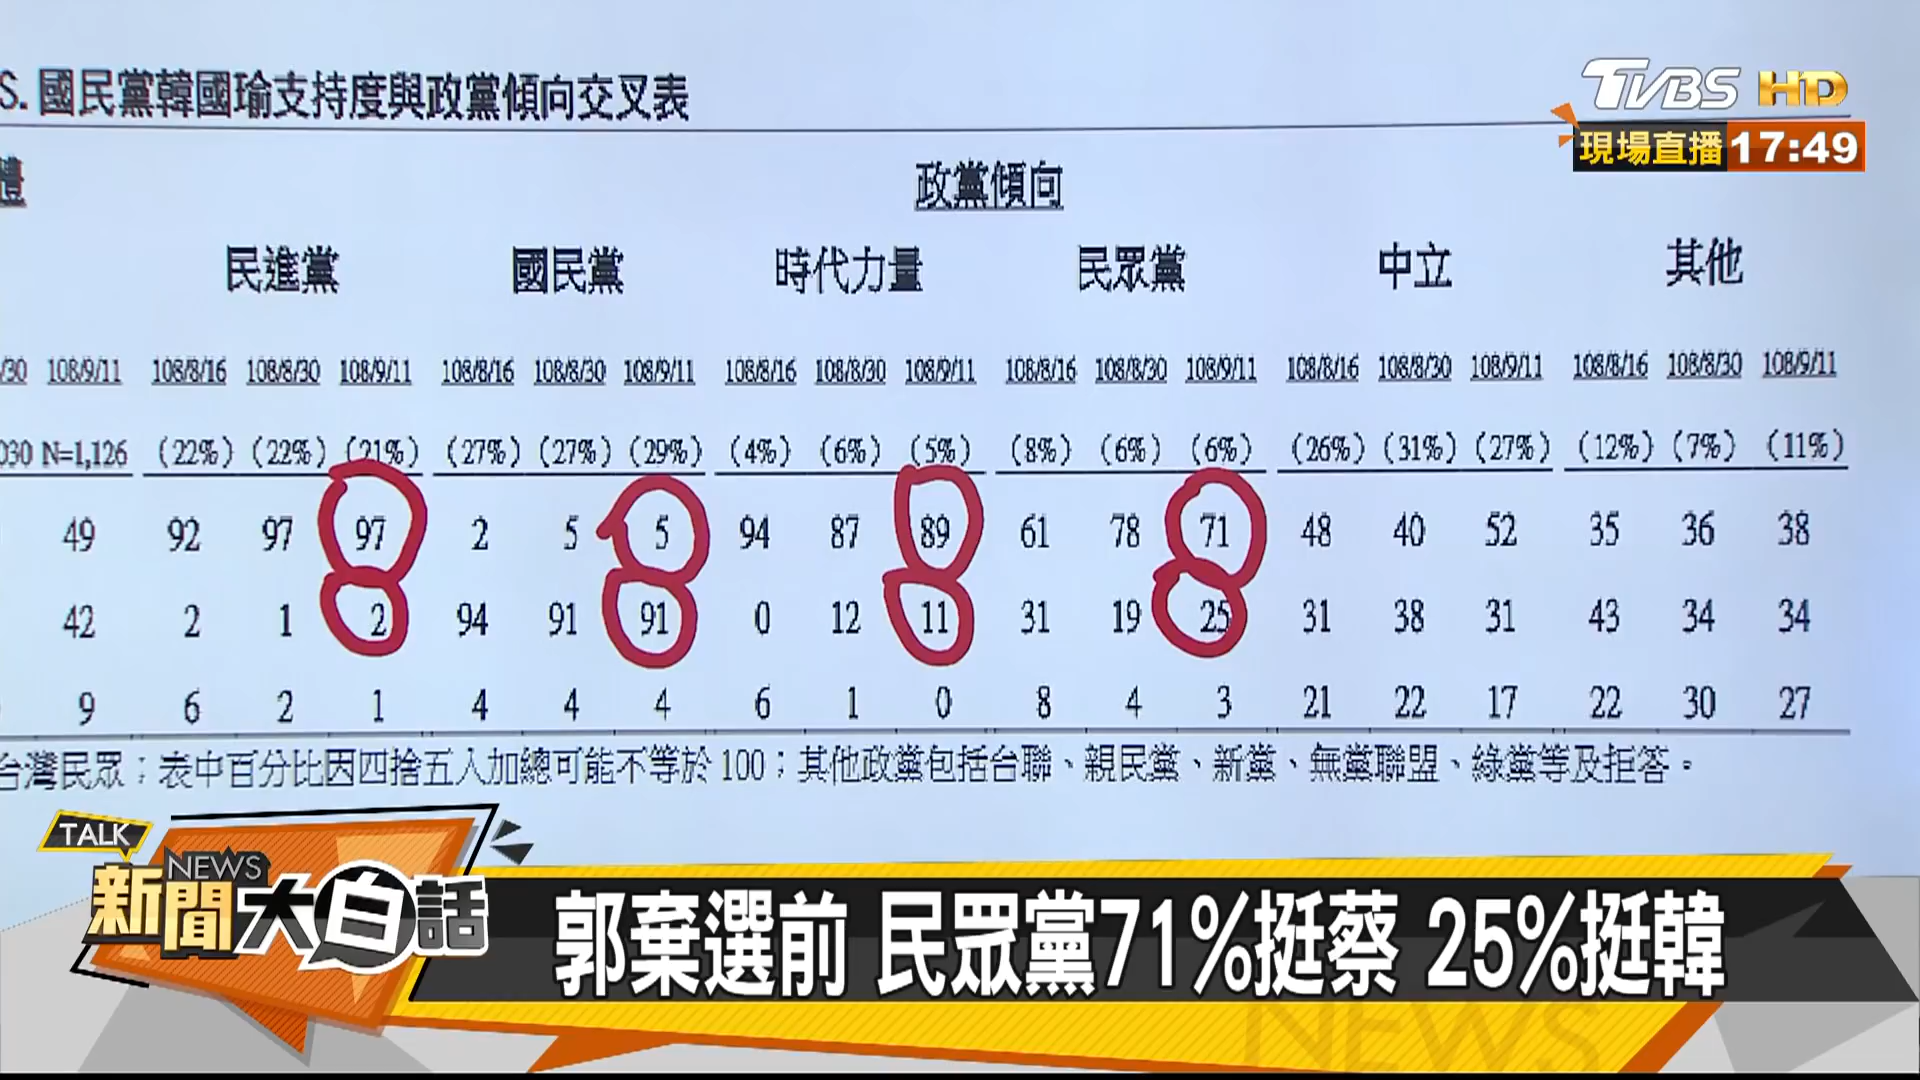 S. 國民黨韓國瑜支持度與政黨傾向交叉表
TVBS HD
現場直播 17:49
體 政黨傾向
民進黨 國民黨 時代力量 民眾黨 中立 其他
/30 108/9/11 108/8/16 108/8/30 108/9/11 108/8/16 108/8/30 108/9/11 108/8/16 108/8/30 108/9/11 108/8/16 108/8/30 108/9/11 108/8/16 108/8/30 108/9/11 108/8/16 108/8/30 108/9/11
030 N=1,126 (22%) (22%) (21%) (27%) (27%) (29%) (4%) (6%) (5%) (8%) (6%) (6%) (26%) (31%) (27%) (12%) (7%) (11%)
49 92 97 97 2 5 5 94 87 89 61 78 71 48 40 52 35 36 38
42 2 1 2 94 91 91 0 12 11 31 19 25 31 38 31 43 34 34
9 6 2 1 4 4 4 6 1 0 8 4 3 21 22 17 22 30 27
台灣民眾；表中百分比因四捨五入加總可能不等於100；其他政黨包括台聯、親民黨、新黨、無黨聯盟、綠黨等及拒答。
TALK
NEWS
新聞大白話
郭棄選前 民眾黨71%挺蔡 25%挺韓
NEWS